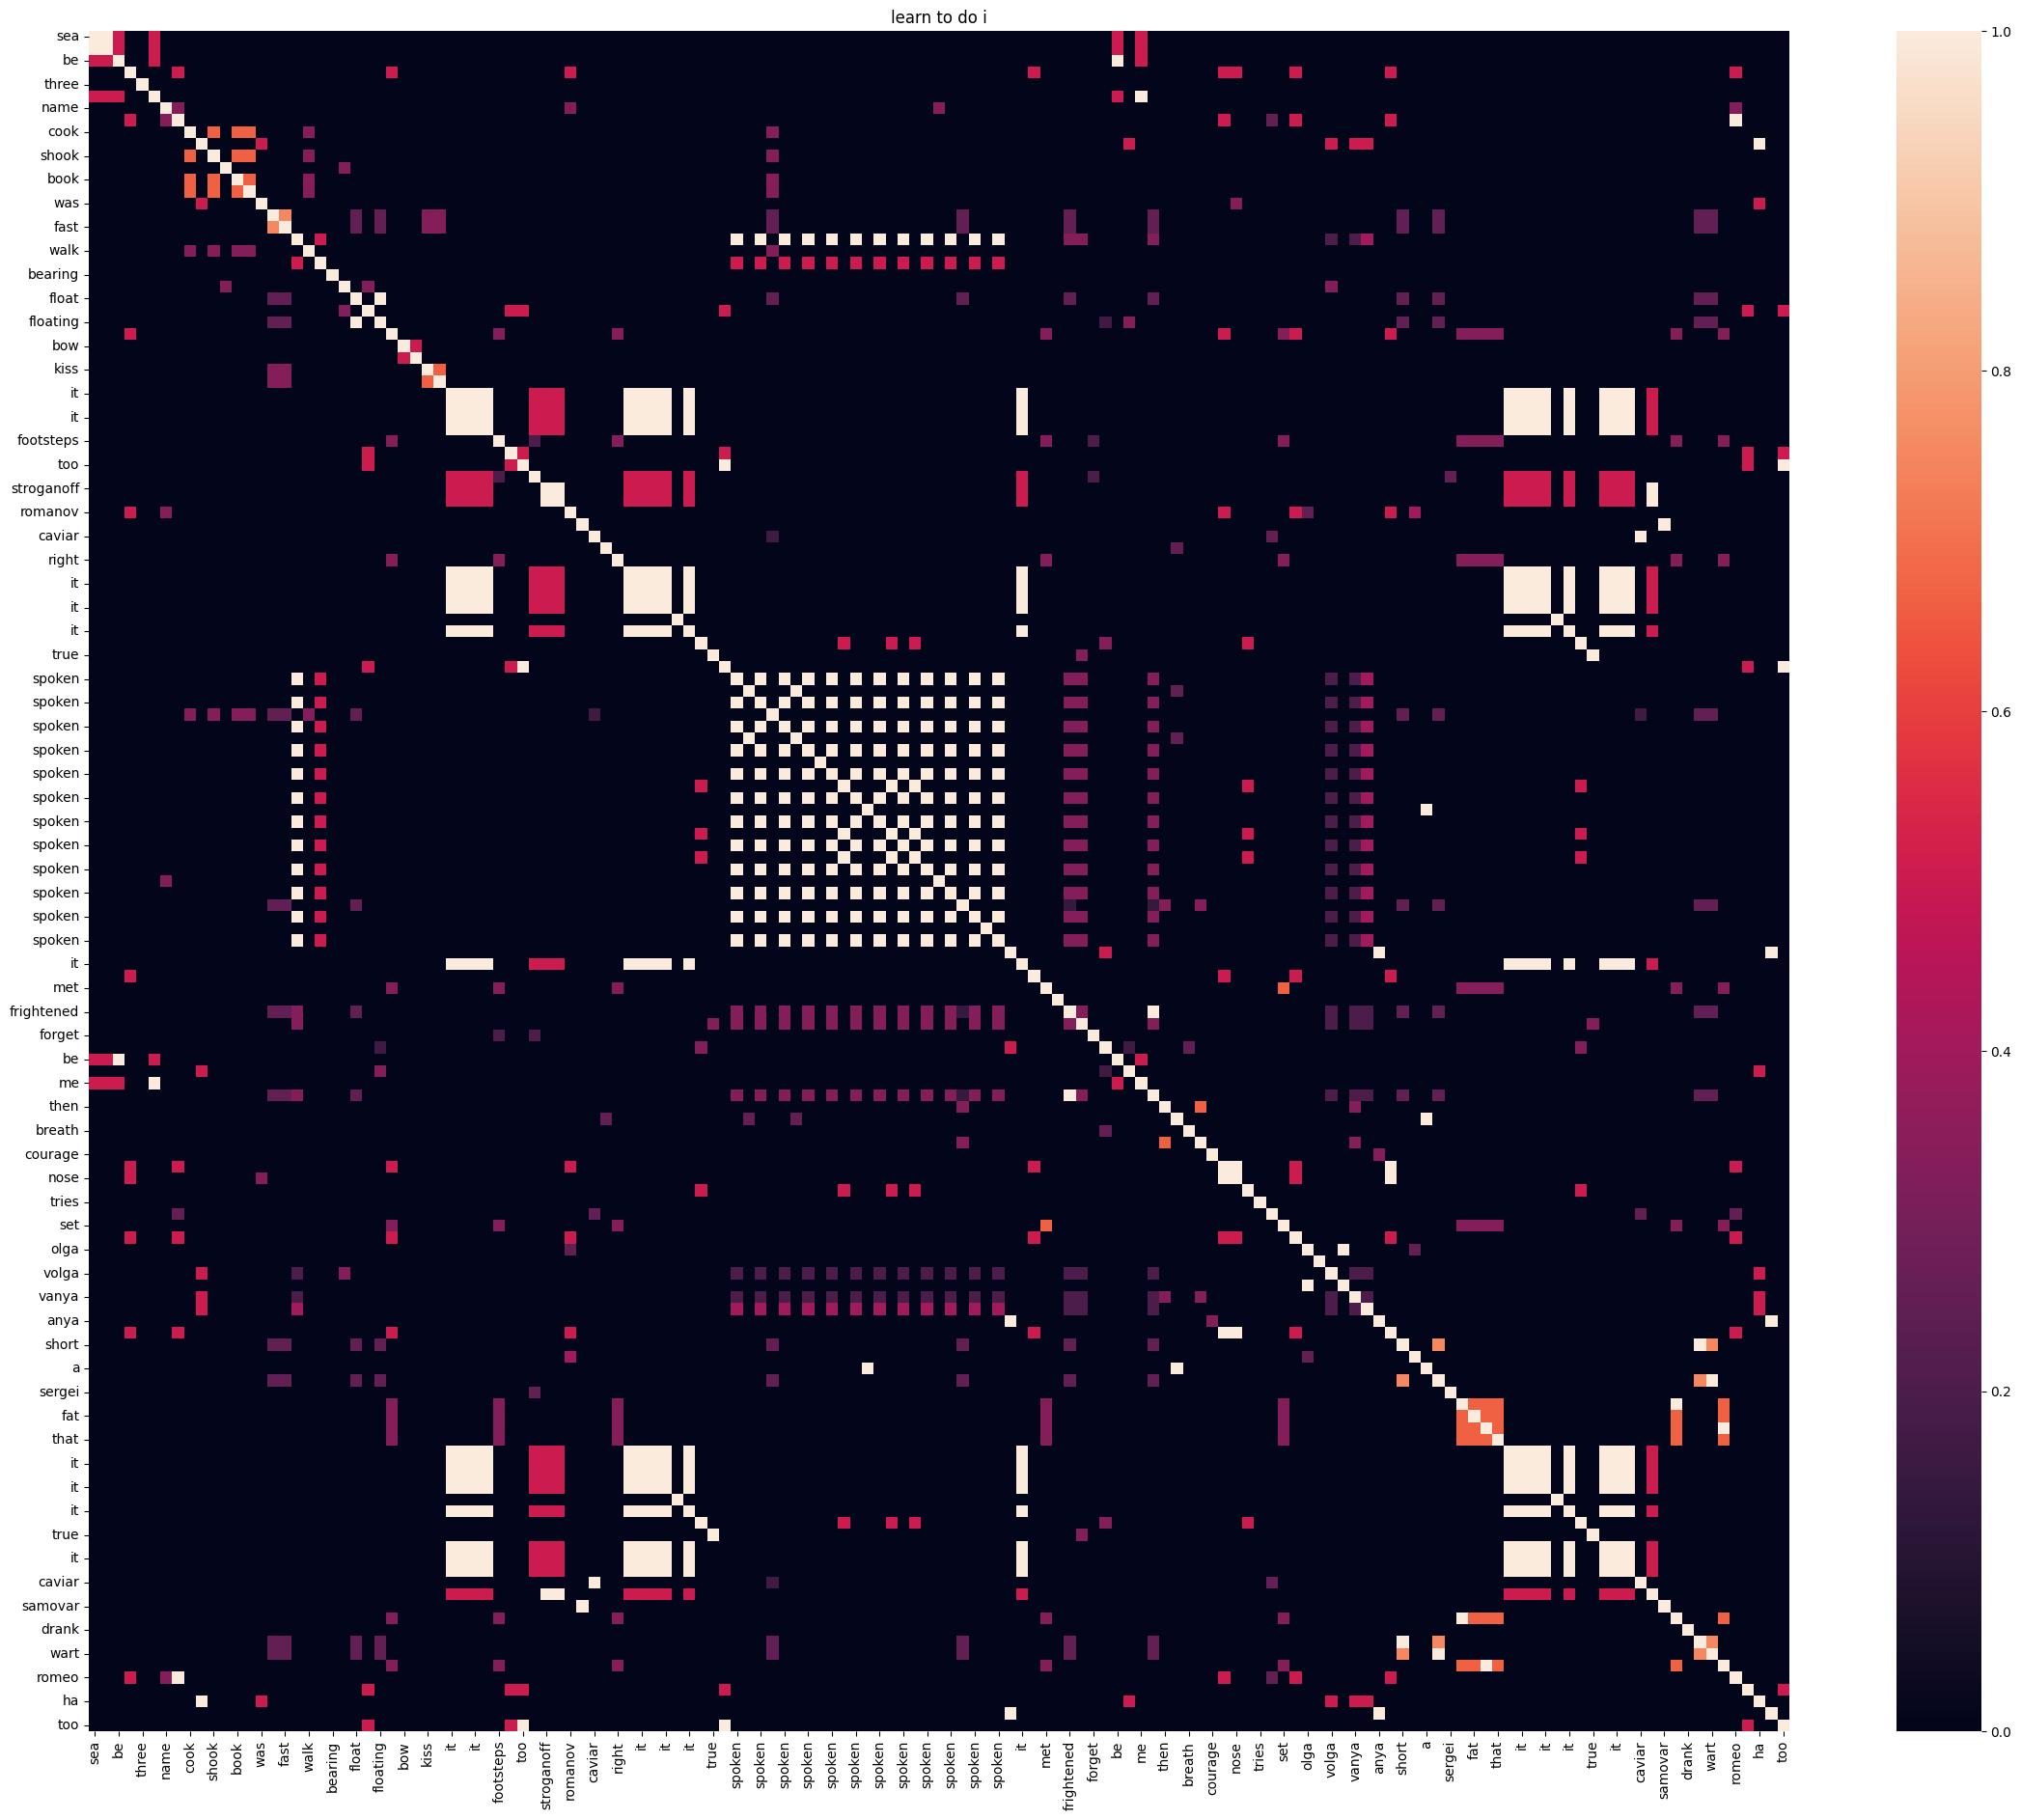 learn to do i
sea
be
three
name
cook
shook
book
was
fast
walk
bearing
float
floating
bow
kiss
it
it
footsteps
too
stroganoff
romanov
caviar
right
it
it
it
true
spoken
spoken
spoken
spoken
spoken
spoken
spoken
spoken
spoken
spoken
spoken
spoken
it
met
frightened
forget
be
me
then
breath
courage
nose
tries
set
olga
volga
vanya
anya
short
a
sergei
fat
that
it
it
it
true
it
caviar
samovar
drank
wart
romeo
ha
too
sea
be
three
name
cook
shook
book
was
fast
walk
bearing
float
floating
bow
kiss
it
it
footsteps
too
stroganoff
romanov
caviar
right
it
it
it
true
spoken
spoken
spoken
spoken
spoken
spoken
spoken
spoken
spoken
spoken
spoken
spoken
it
met
frightened
forget
be
me
then
breath
courage
nose
tries
set
olga
volga
vanya
anya
short
a
sergei
fat
that
it
it
it
true
it
caviar
samovar
drank
wart
romeo
ha
too
1.0
0.8
0.6
0.4
0.2
0.0